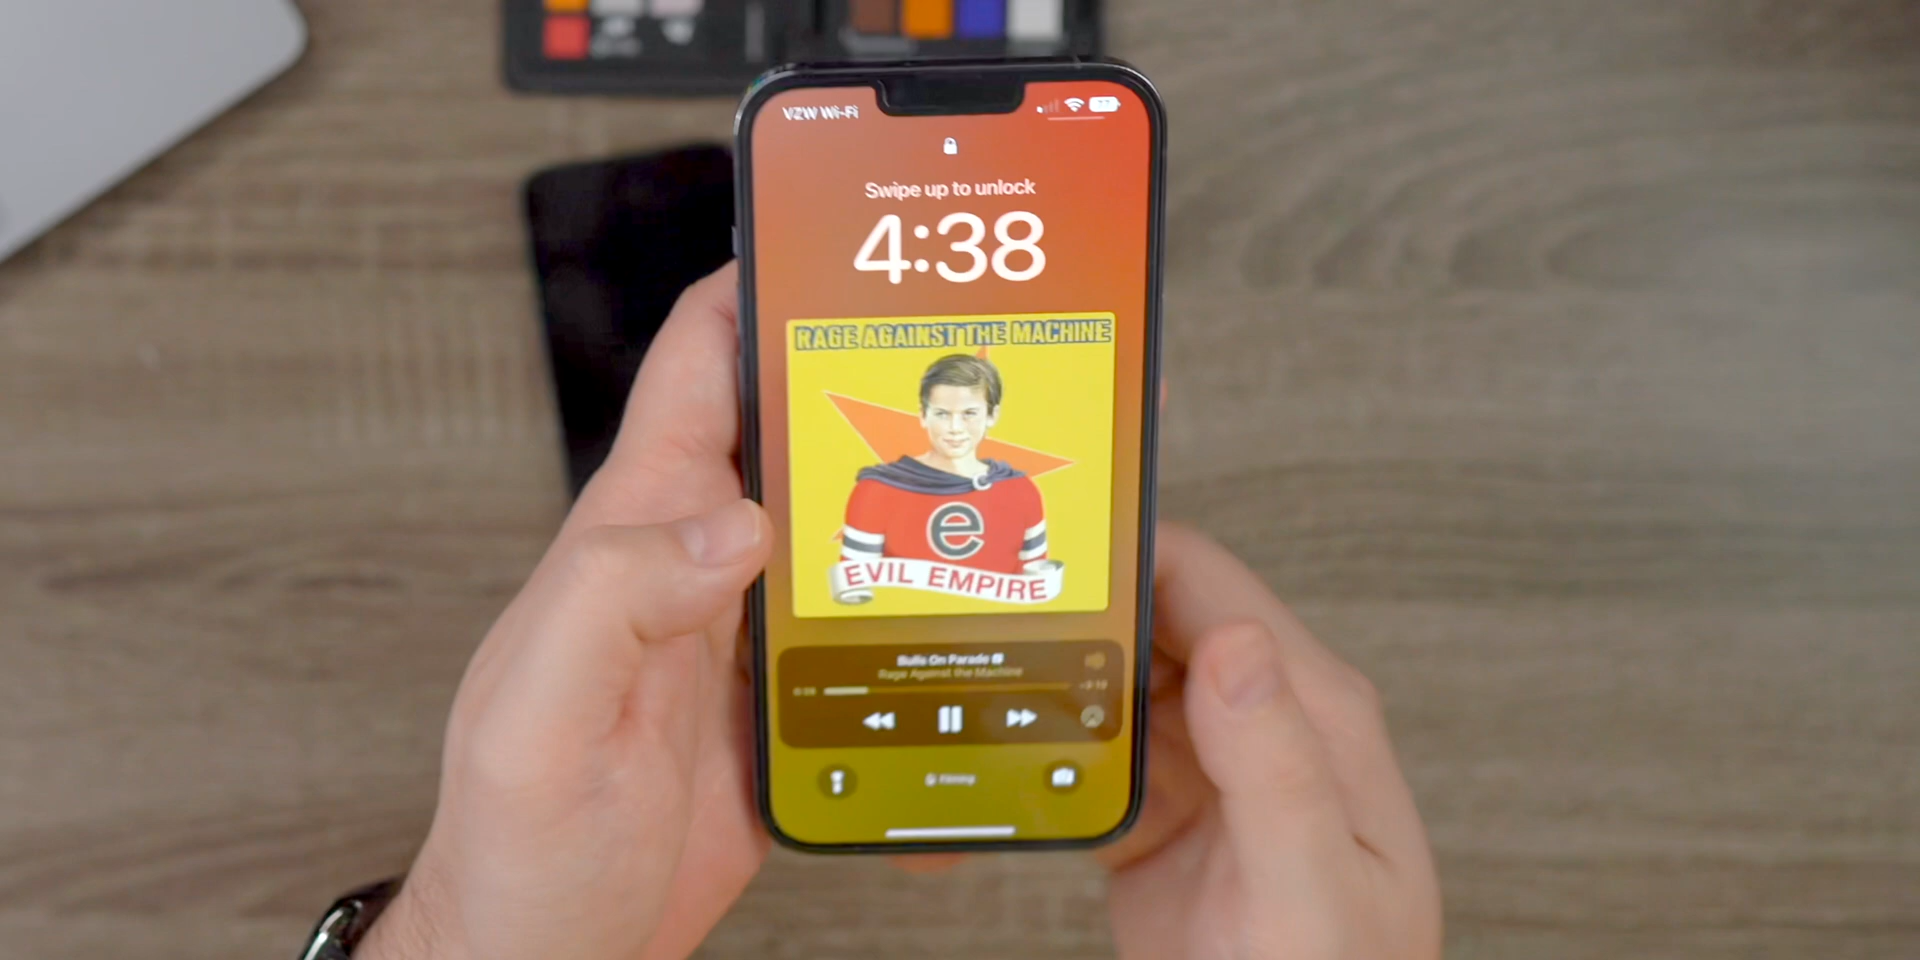 VZW Wi-Fi
Swipe up to unlock
4:38
RAGE AGAINST THE MACHINE
e
EVIL EMPIRE
Bulls On Parade
Rage Against the Machine